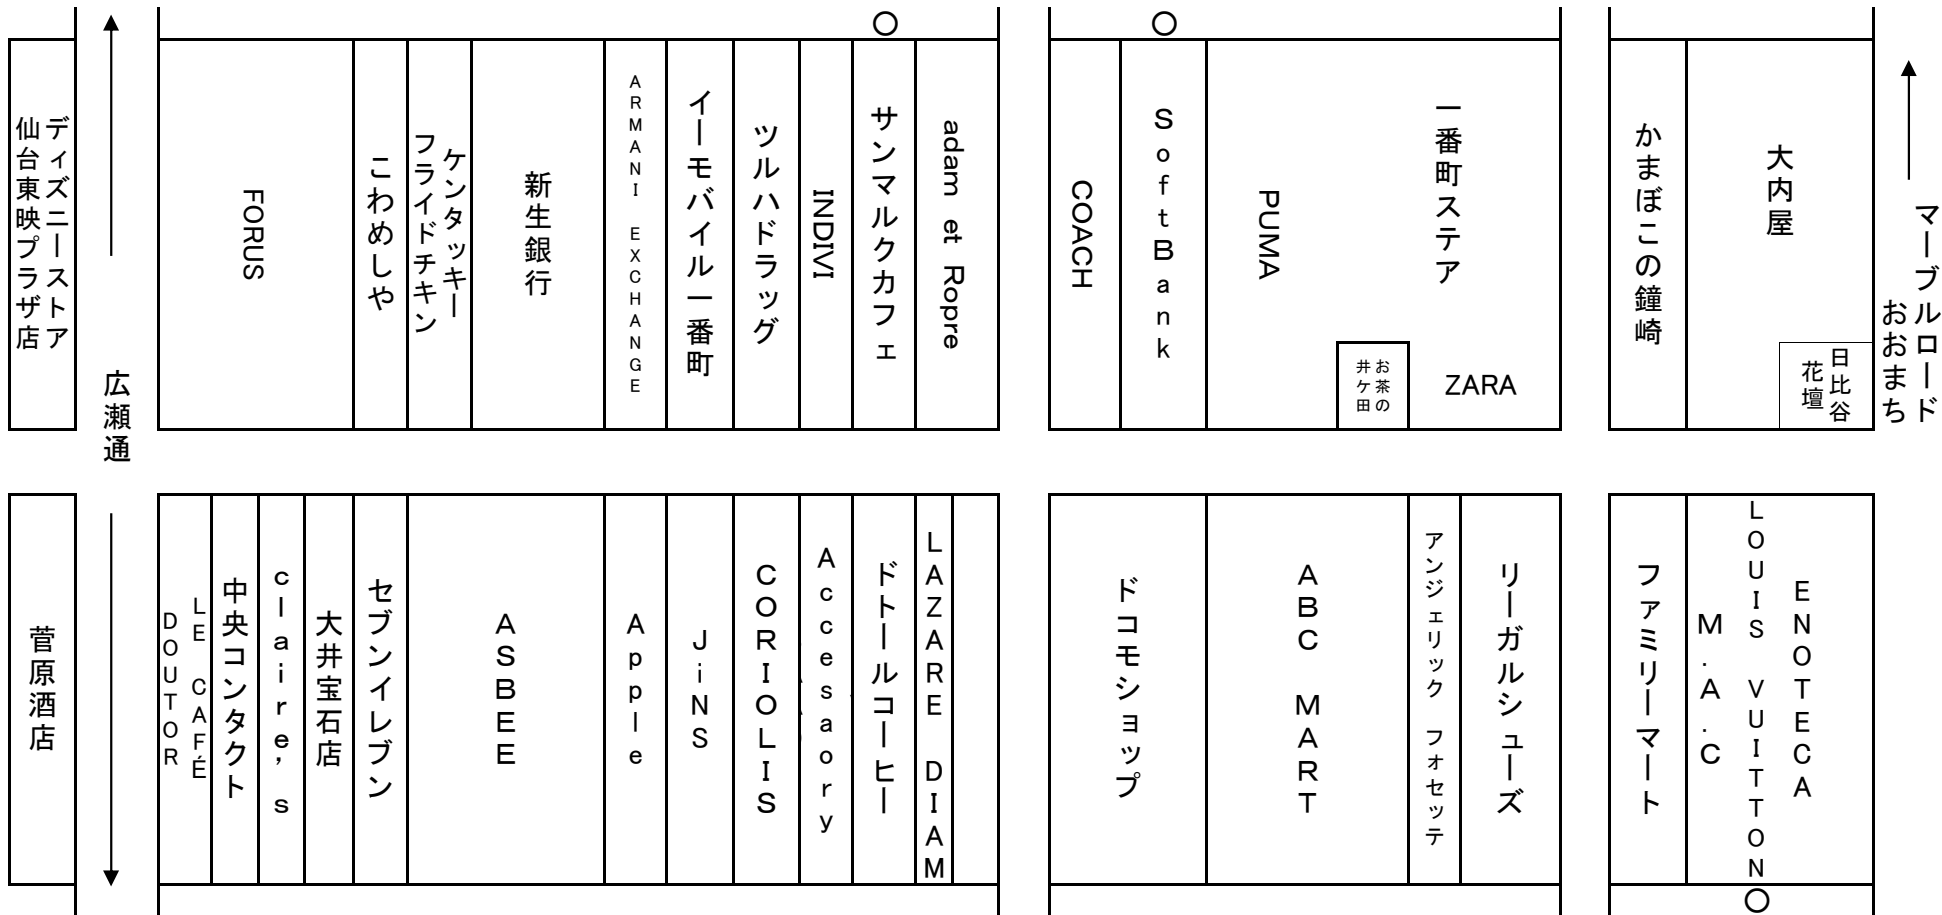 ディズニーストア
仙台東映プラザ店
広瀬通
FORUS
こわめしや
ケンタッキー
フライドチキン
新生銀行
ARMANI EXCHANGE
イーモバイル一番町
ツルハドラッグ
INDIVI
サンマルクカフェ
adam et Ropre
COACH
SoftBank
PUMA
一番町ステア
お茶の
井ケ田
ZARA
かまぼこの鐘崎
大内屋
日比谷
花壇
マーブルロード
おおまち
菅原酒店
LE CAFÉ
DOUTOR
中央コンタクト
claire’s
大井宝石店
セブンイレブン
ASBEE
Apple
JiNS
CORIOLIS
Accesaory
ドトールコーヒー
LAZARE DIAM
ドコモショップ
ABC MART
アンジェリック フォセッテ
リーガルシューズ
ファミリーマート
M.A.C
LOUIS VUITTON
ENOTECA